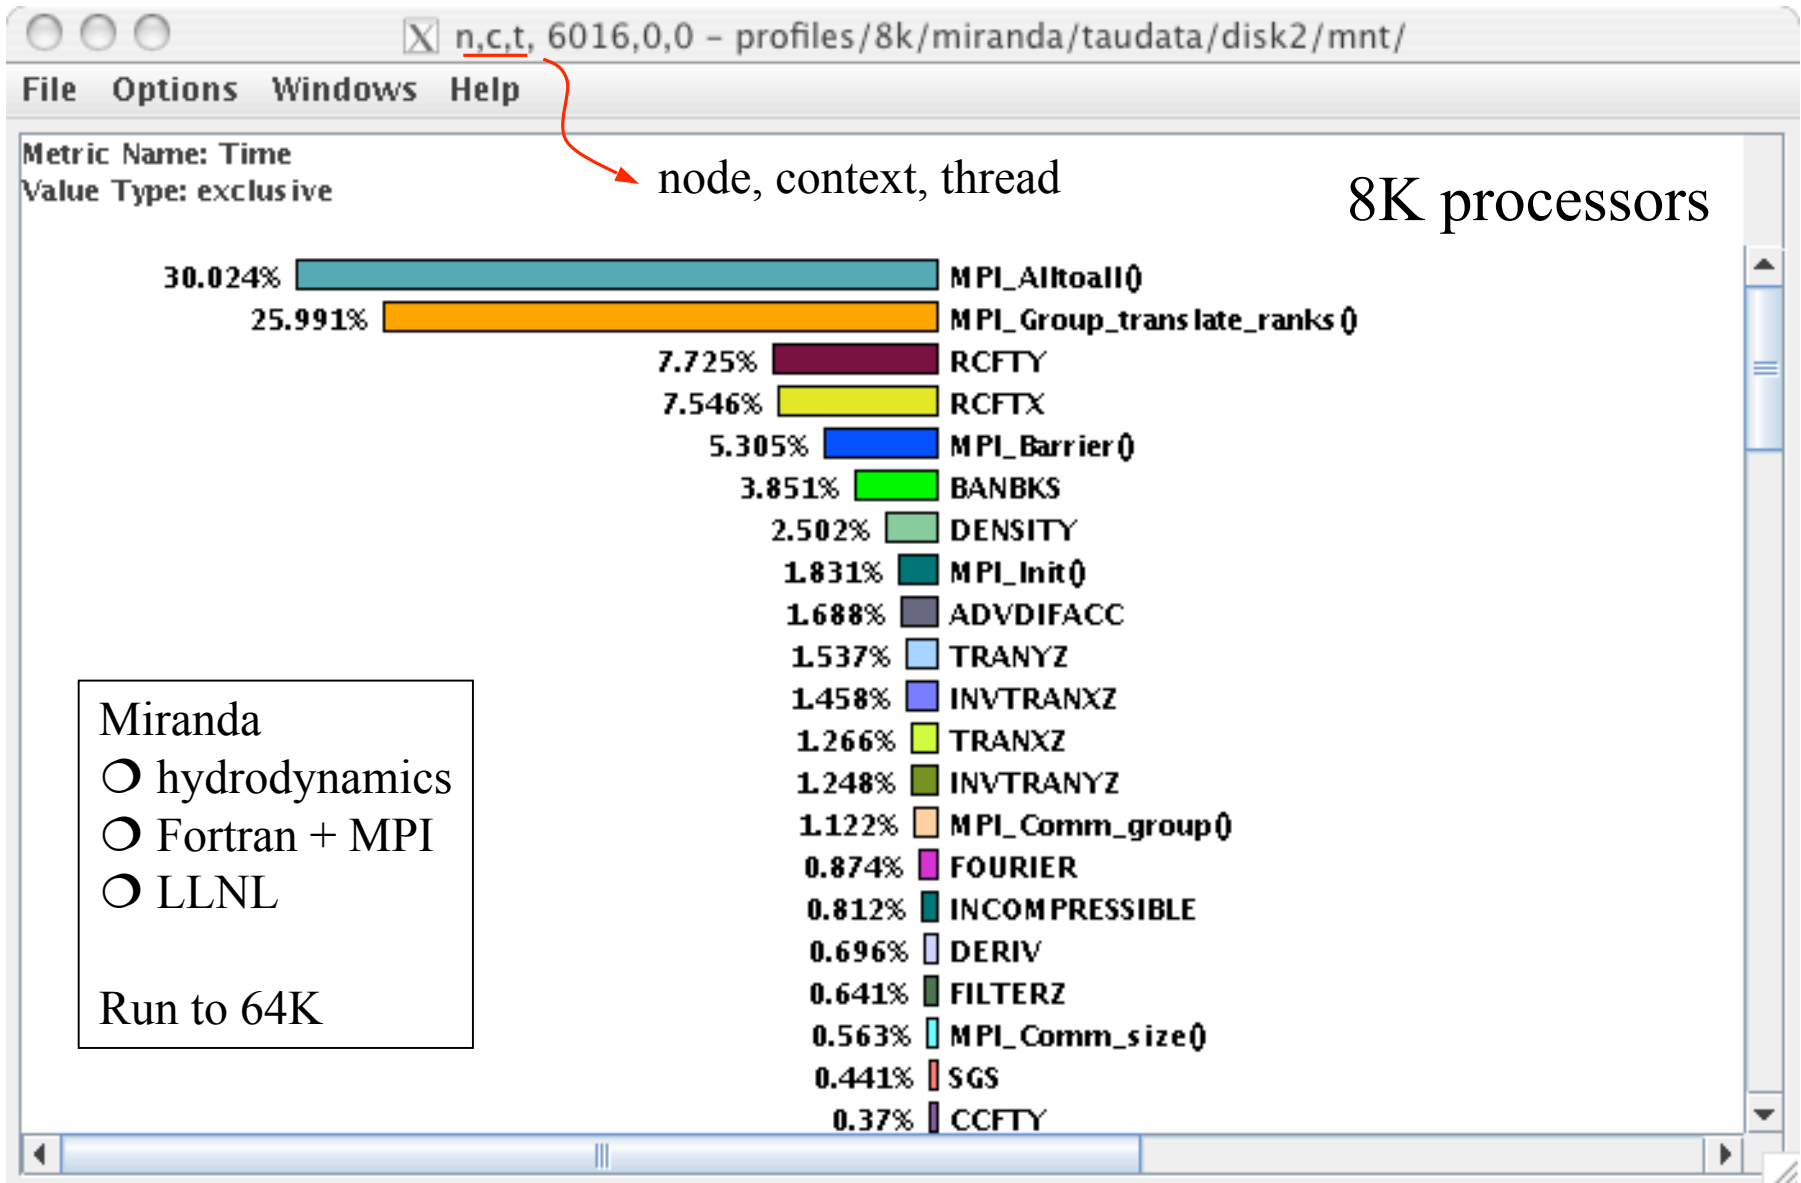 n,c,t, 6016,0,0 – profiles/8k/miranda/taudata/disk2/mnt/
File Options Windows Help
Metric Name: Time
Value Type: exclusive
node, context, thread
8K processors
30.024% MPI_Alltoall()
25.991% MPI_Group_translate_ranks()
7.725% RCFTY
7.546% RCFTX
5.305% MPI_Barrier()
3.851% BANBKS
2.502% DENSITY
1.831% MPI_Init()
1.688% ADVDIFACC
1.537% TRANYZ
1.458% INVTRANXZ
1.266% TRANXZ
1.248% INVTRANYZ
1.122% MPI_Comm_group()
0.874% FOURIER
0.812% INCOMPRESSIBLE
0.696% DERIV
0.641% FILTERZ
0.563% MPI_Comm_size()
0.441% SGS
0.37% CCFTY
Miranda
❍ hydrodynamics
❍ Fortran + MPI
❍ LLNL
Run to 64K